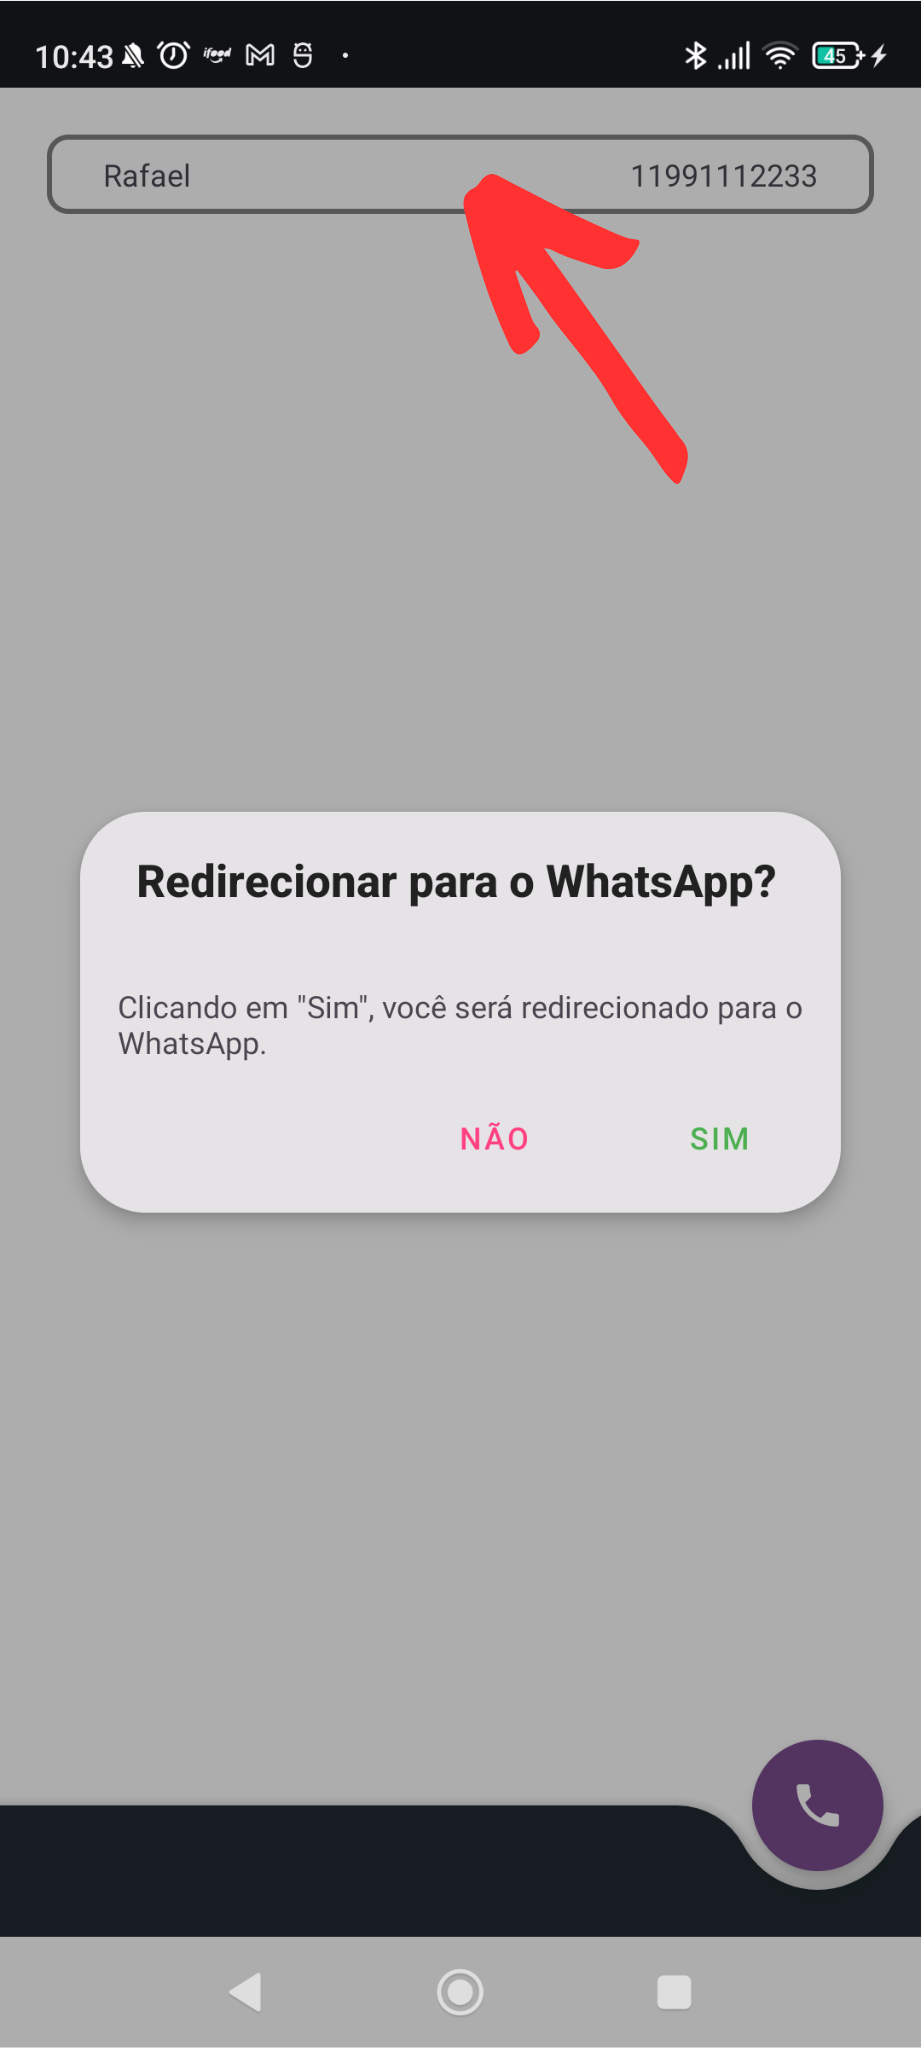 10:43 ifood 45
Rafael 11991112233
Redirecionar para o WhatsApp?
Clicando em "Sim", você será redirecionado para o
WhatsApp.
NÃO SIM